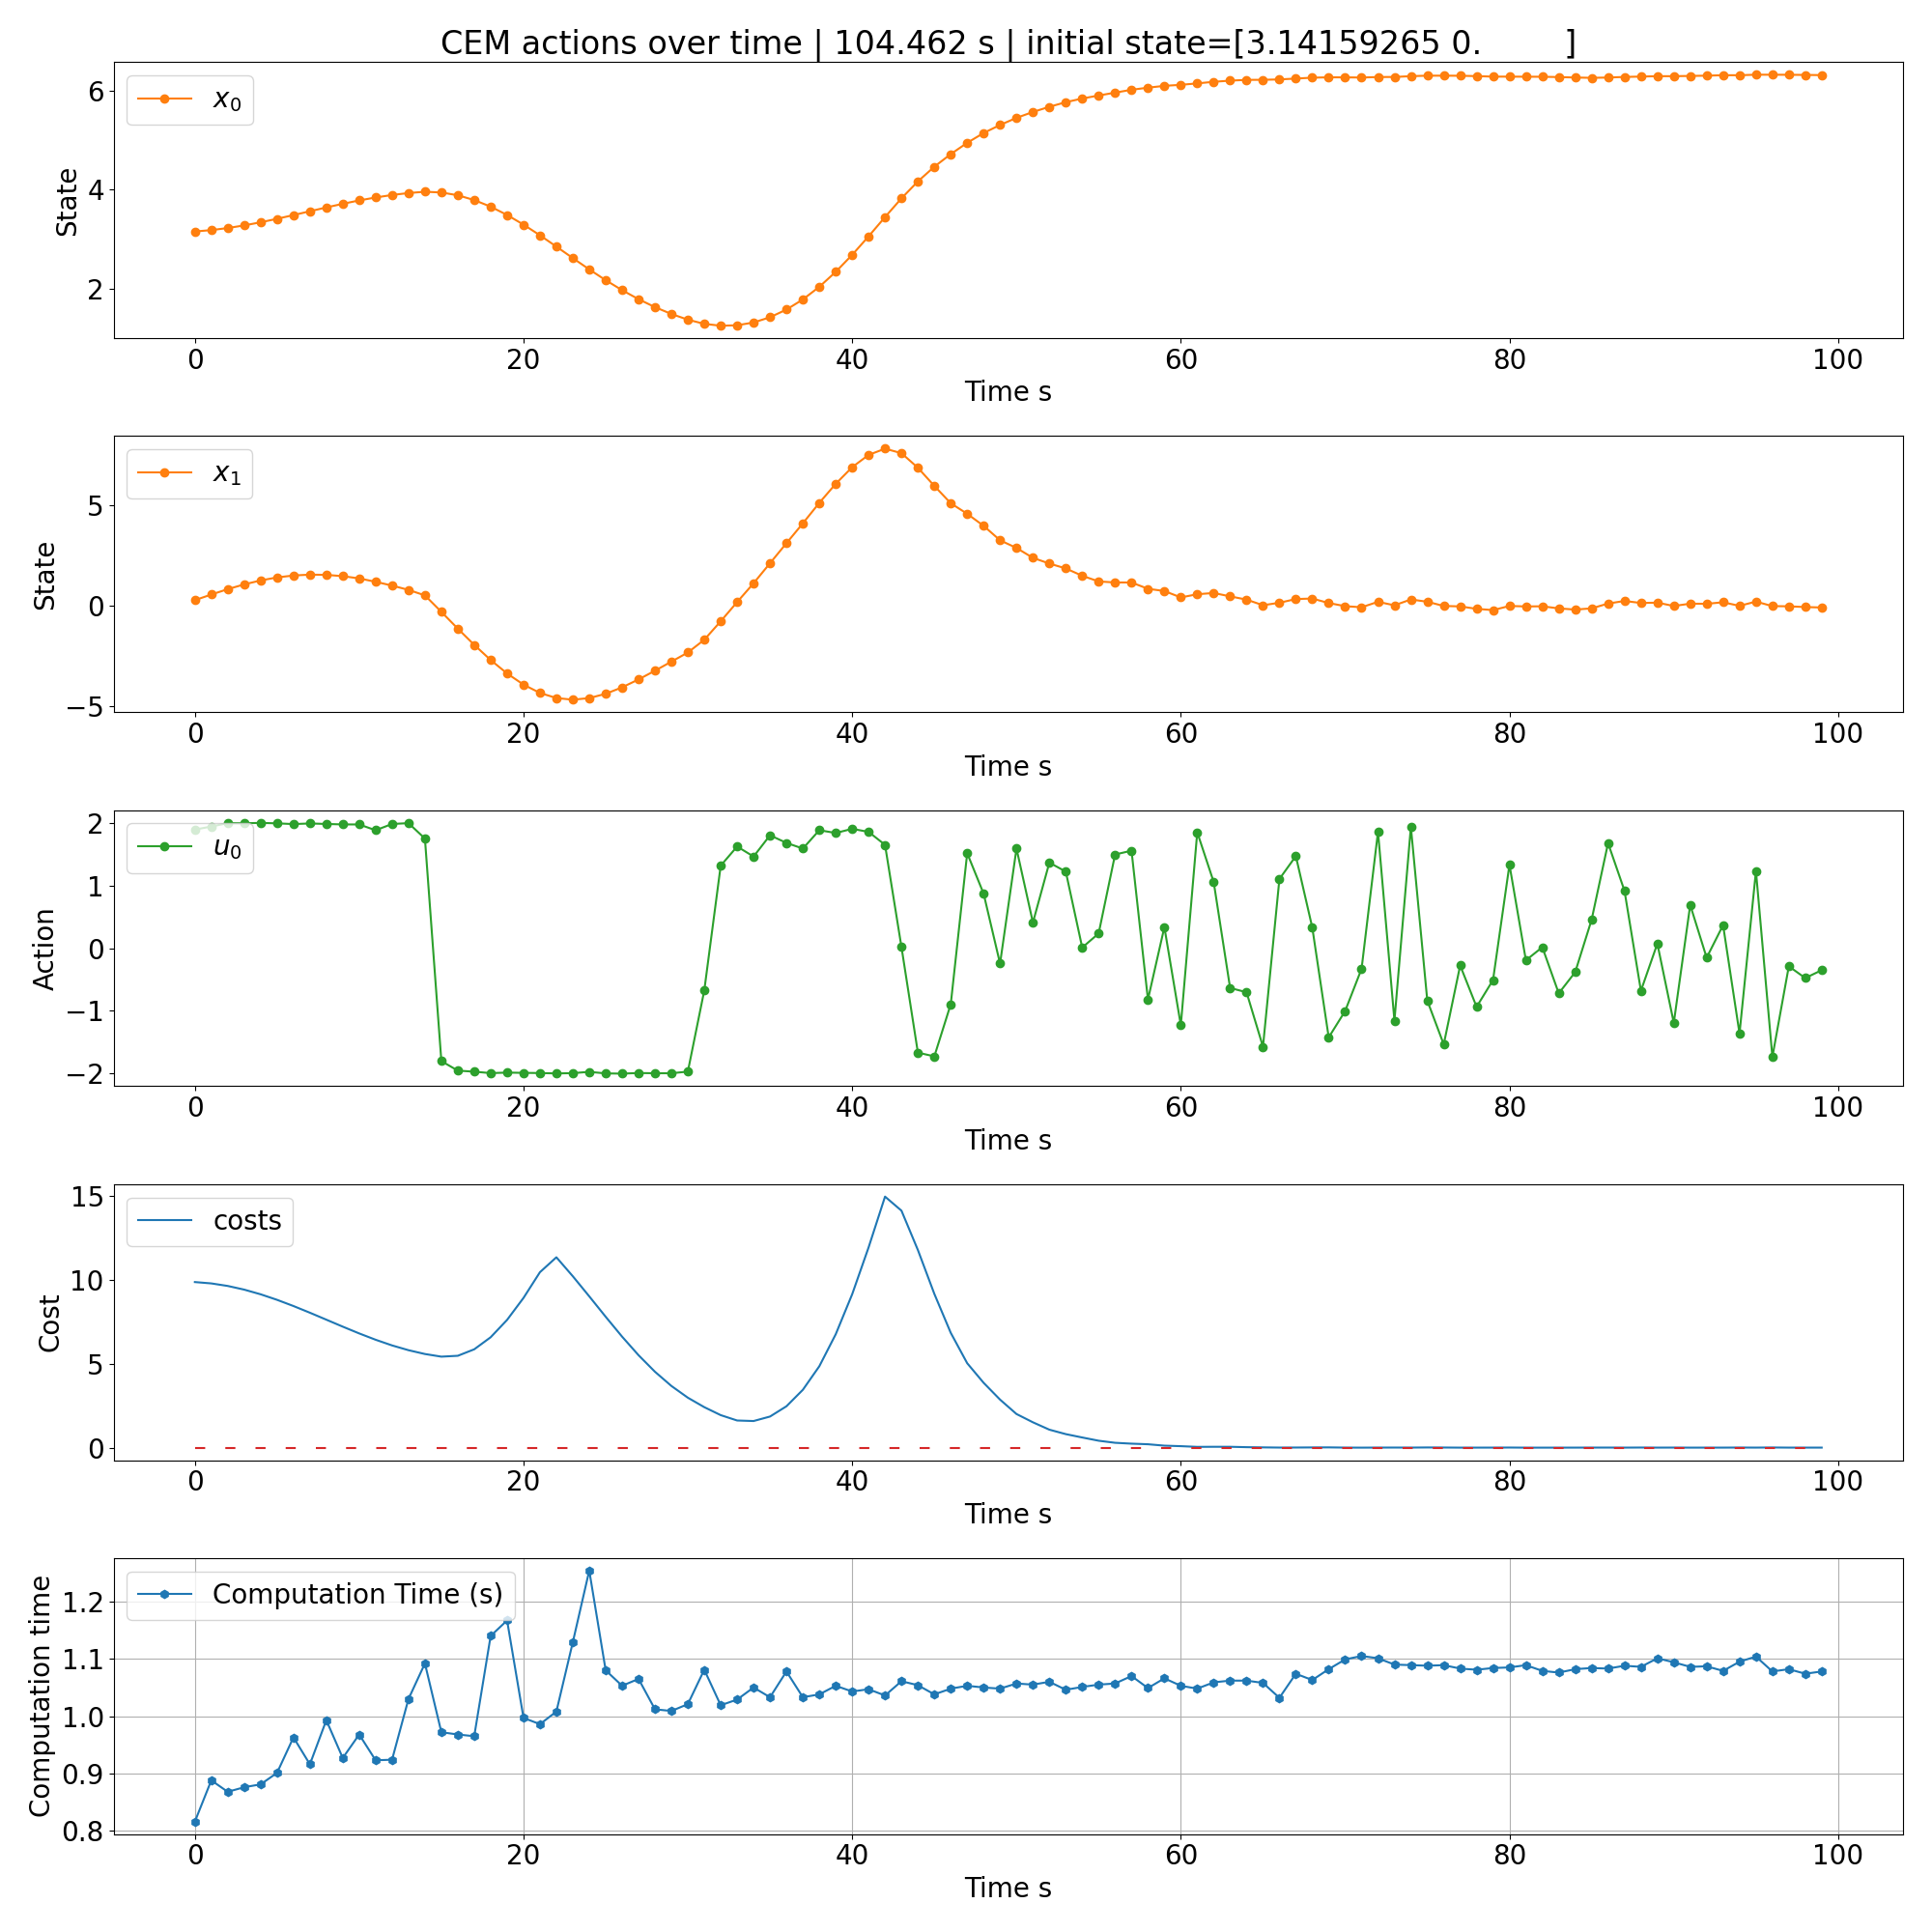 CEM actions over time | 104.462 s | initial state=[3.14159265 0.        ]
6
4
2
State
x₀
0 20 40 60 80 100
Time s
5
0
−5
State
x₁
0 20 40 60 80 100
Time s
2
1
0
−1
−2
Action
u₀
0 20 40 60 80 100
Time s
15
10
5
0
Cost
costs
0 20 40 60 80 100
Time s
1.2
1.1
1.0
0.9
0.8
Computation time
Computation Time (s)
0 20 40 60 80 100
Time s